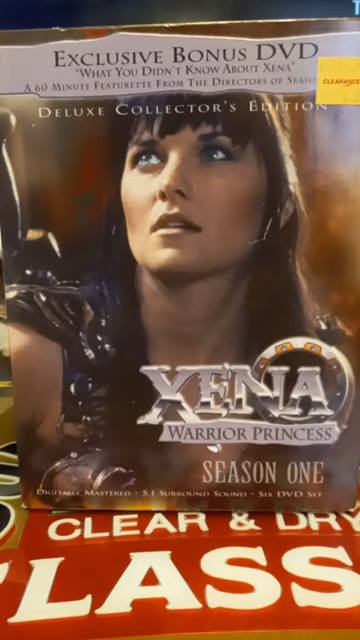 EXCLUSIVE BONUS DVD
"WHAT YOU DIDN'T KNOW ABOUT XENA"
A 60 MINUTE FEATURETTE FROM THE DIRECTORS OF
CLEARANCE
DELUXE COLLECTOR'S EDITION
XENA
WARRIOR PRINCESS
SEASON ONE
DIGITALLY MASTERED • 5.1 SURROUND SOUND • SIX DVD SET
CLEAR & DRY
LASS